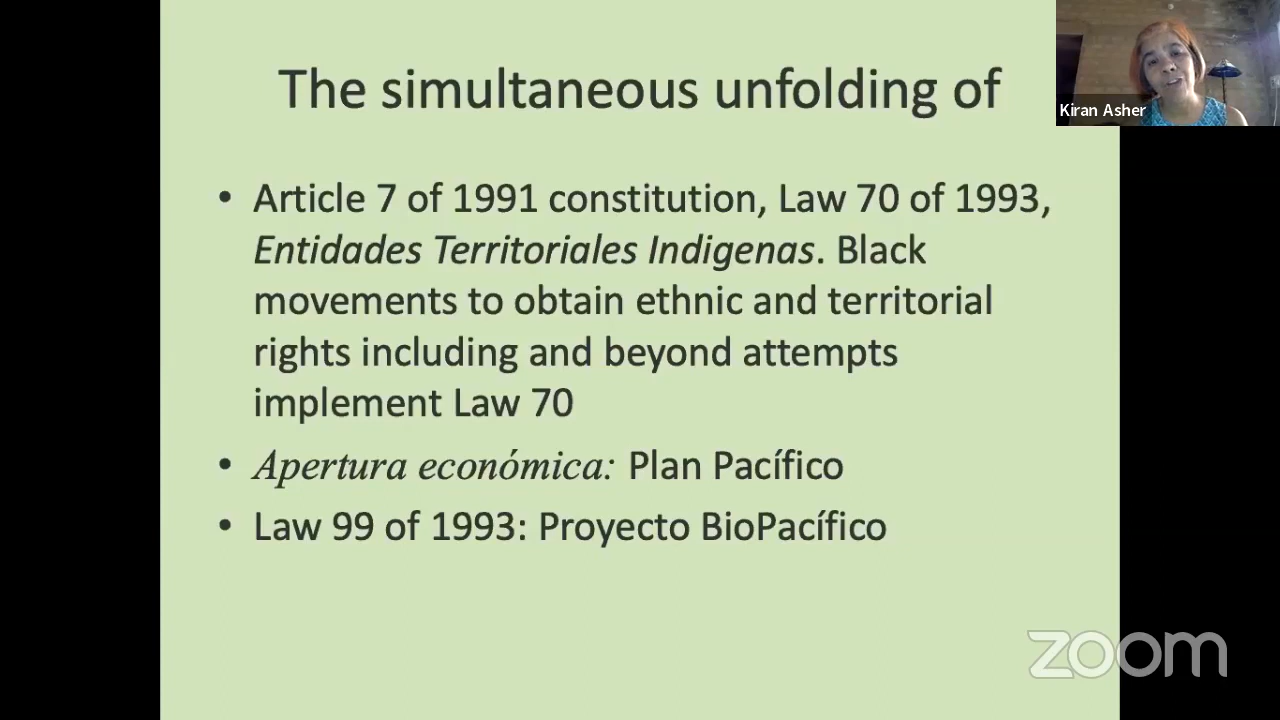 The simultaneous unfolding of
Kiran Asher
• Article 7 of 1991 constitution, Law 70 of 1993,
Entidades Territoriales Indigenas. Black
movements to obtain ethnic and territorial
rights including and beyond attempts
implement Law 70
• Apertura económica: Plan Pacífico
• Law 99 of 1993: Proyecto BioPacífico
zoom